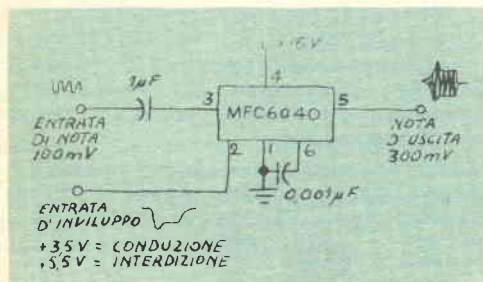 1µF
4
3
MFC6040
5
ENTRATA
DI NOTA
100mV
2
1
6
NOTA
D'USCITA
300mV
0,001µF
ENTRATA
D'INVILUPPO
+3,5V = CONDUZIONE
+5,5V = INTERDIZIONE